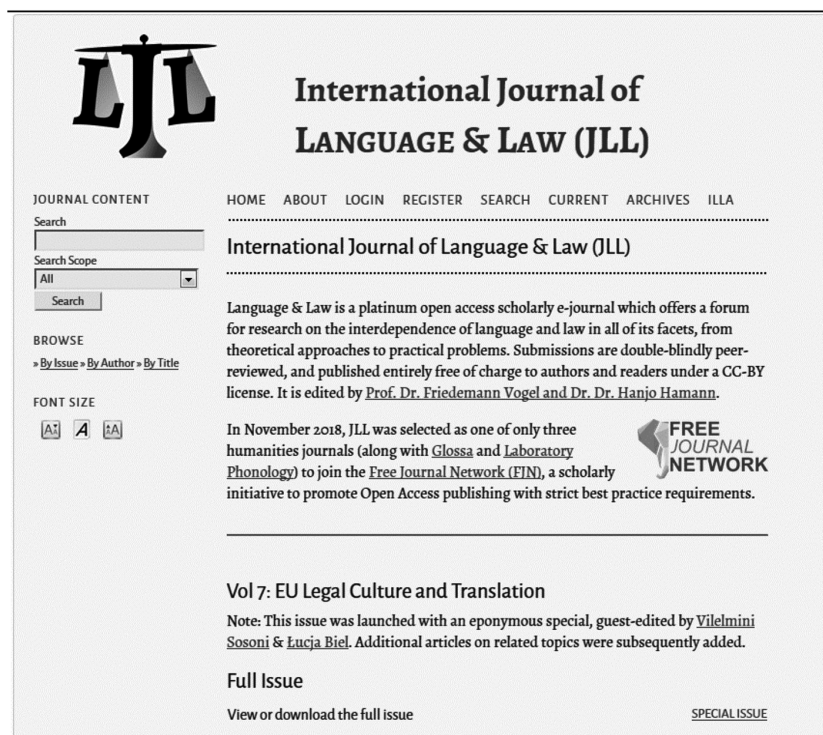 LJL
International Journal of
LANGUAGE & LAW (JLL)
JOURNAL CONTENT
Search
Search Scope
All
Search
BROWSE
» By Issue » By Author » By Title
FONT SIZE
A A A
HOME ABOUT LOGIN REGISTER SEARCH CURRENT ARCHIVES ILLA
International Journal of Language & Law (JLL)
Language & Law is a platinum open access scholarly e-journal which offers a forum
for research on the interdependence of language and law in all of its facets, from
theoretical approaches to practical problems. Submissions are double-blindly peer-
reviewed, and published entirely free of charge to authors and readers under a CC-BY
license. It is edited by Prof. Dr. Friedemann Vogel and Dr. Dr. Hanjo Hamann.
In November 2018, JLL was selected as one of only three
humanities journals (along with Glossa and Laboratory
Phonology) to join the Free Journal Network (FJN), a scholarly
initiative to promote Open Access publishing with strict best practice requirements.
FREE
JOURNAL
NETWORK
Vol 7: EU Legal Culture and Translation
Note: This issue was launched with an eponymous special, guest-edited by Vilelmini
Sosoni & Łucja Biel. Additional articles on related topics were subsequently added.
Full Issue
View or download the full issue SPECIAL ISSUE